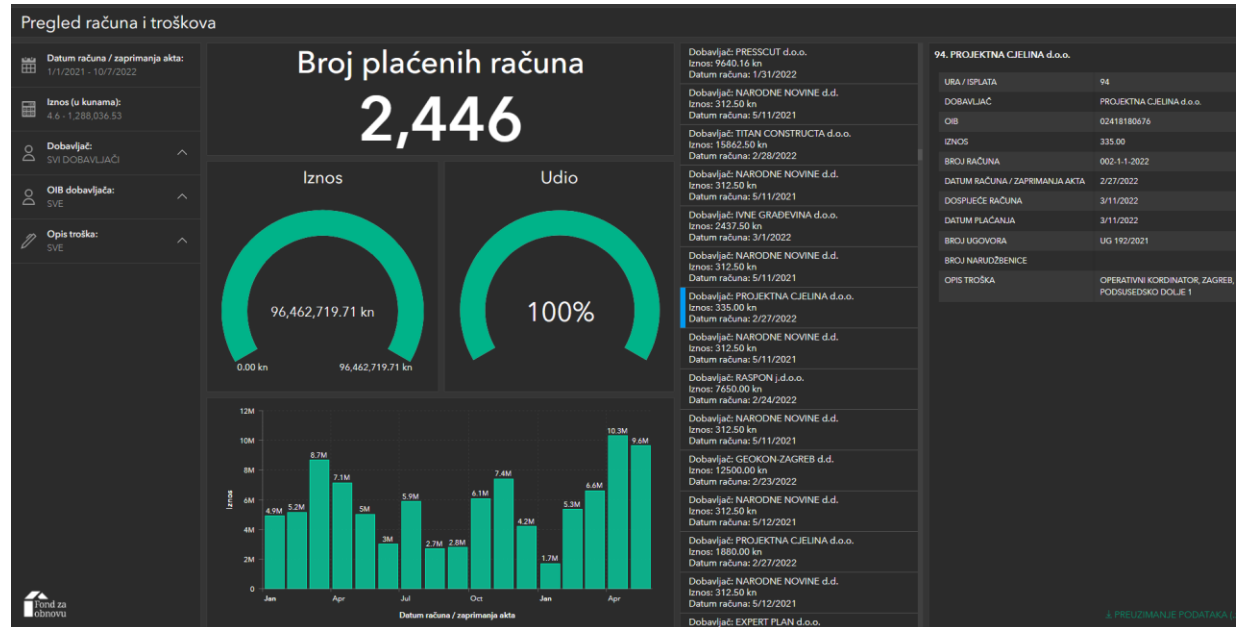 Pregled računa i troškova
Datum računa / zaprimanja akta:
1/1/2021 - 10/7/2022
Iznos (u kunama):
4.6 - 1,288,036.53
Dobavljač:
SVI DOBAVLJAČI
OIB dobavljača:
SVE
Opis troška:
SVE
Fond za
obnovu
Broj plaćenih računa
2,446
Iznos
96,462,719.71 kn
0.00 kn
96,462,719.71 kn
Udio
100%
12M
10M
8M
6M
4M
2M
0
Iznos
4.9M
5.2M
8.7M
7.1M
5M
3M
5.9M
2.7M
2.8M
6.1M
7.4M
4.2M
1.7M
5.3M
6.6M
10.3M
9.6M
Jan
Apr
Jul
Oct
Jan
Apr
Datum računa / zaprimanja akta
Dobavljač: PRESSCUT d.o.o.
Iznos: 9640.16 kn
Datum računa: 1/31/2022
Dobavljač: NARODNE NOVINE d.d.
Iznos: 312.50 kn
Datum računa: 5/11/2021
Dobavljač: TITAN CONSTRUCTA d.o.o.
Iznos: 15862.50 kn
Datum računa: 2/28/2022
Dobavljač: NARODNE NOVINE d.d.
Iznos: 312.50 kn
Datum računa: 5/11/2021
Dobavljač: IVNE GRAĐEVINA d.o.o.
Iznos: 2437.50 kn
Datum računa: 3/1/2022
Dobavljač: NARODNE NOVINE d.d.
Iznos: 312.50 kn
Datum računa: 5/11/2021
Dobavljač: PROJEKTNA CJELINA d.o.o.
Iznos: 335.00 kn
Datum računa: 2/27/2022
Dobavljač: NARODNE NOVINE d.d.
Iznos: 312.50 kn
Datum računa: 5/11/2021
Dobavljač: RASPON j.d.o.o.
Iznos: 7650.00 kn
Datum računa: 2/24/2022
Dobavljač: NARODNE NOVINE d.d.
Iznos: 312.50 kn
Datum računa: 5/11/2021
Dobavljač: GEOKON-ZAGREB d.d.
Iznos: 12500.00 kn
Datum računa: 2/23/2022
Dobavljač: NARODNE NOVINE d.d.
Iznos: 312.50 kn
Datum računa: 5/12/2021
Dobavljač: PROJEKTNA CJELINA d.o.o.
Iznos: 1880.00 kn
Datum računa: 2/27/2022
Dobavljač: NARODNE NOVINE d.d.
Iznos: 312.50 kn
Datum računa: 5/12/2021
Dobavljač: EXPERT PLAN d.o.o.
94. PROJEKTNA CJELINA d.o.o.
URA / ISPLATA 94
DOBAVLJAČ PROJEKTNA CJELINA d.o.o.
OIB 02418180676
IZNOS 335.00
BROJ RAČUNA 002-1-1-2022
DATUM RAČUNA / ZAPRIMANJA AKTA 2/27/2022
DOSPIJEĆE RAČUNA 3/11/2022
DATUM PLAĆANJA 3/11/2022
BROJ UGOVORA UG 192/2021
BROJ NARUDŽBENICE
OPIS TROŠKA OPERATIVNI KORDINATOR, ZAGREB,
PODSUSEDSKO DOLJE 1
PREUZIMANJE PODATAKA (